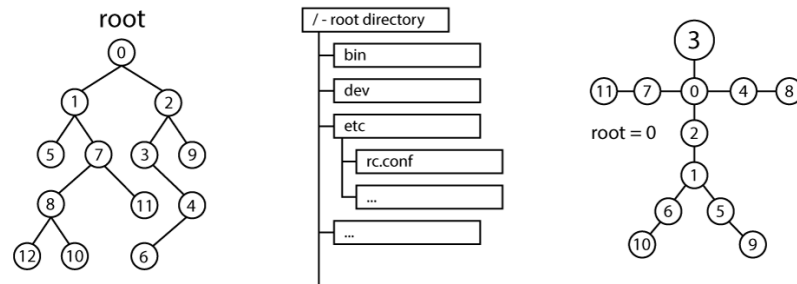 root
0
1 2
5 7 3 9
8 11 4
12 10 6
/ - root directory
bin
dev
etc
rc.conf
...
...
3
11 7 0 4 8
root = 0
2
1
6 5
10 9